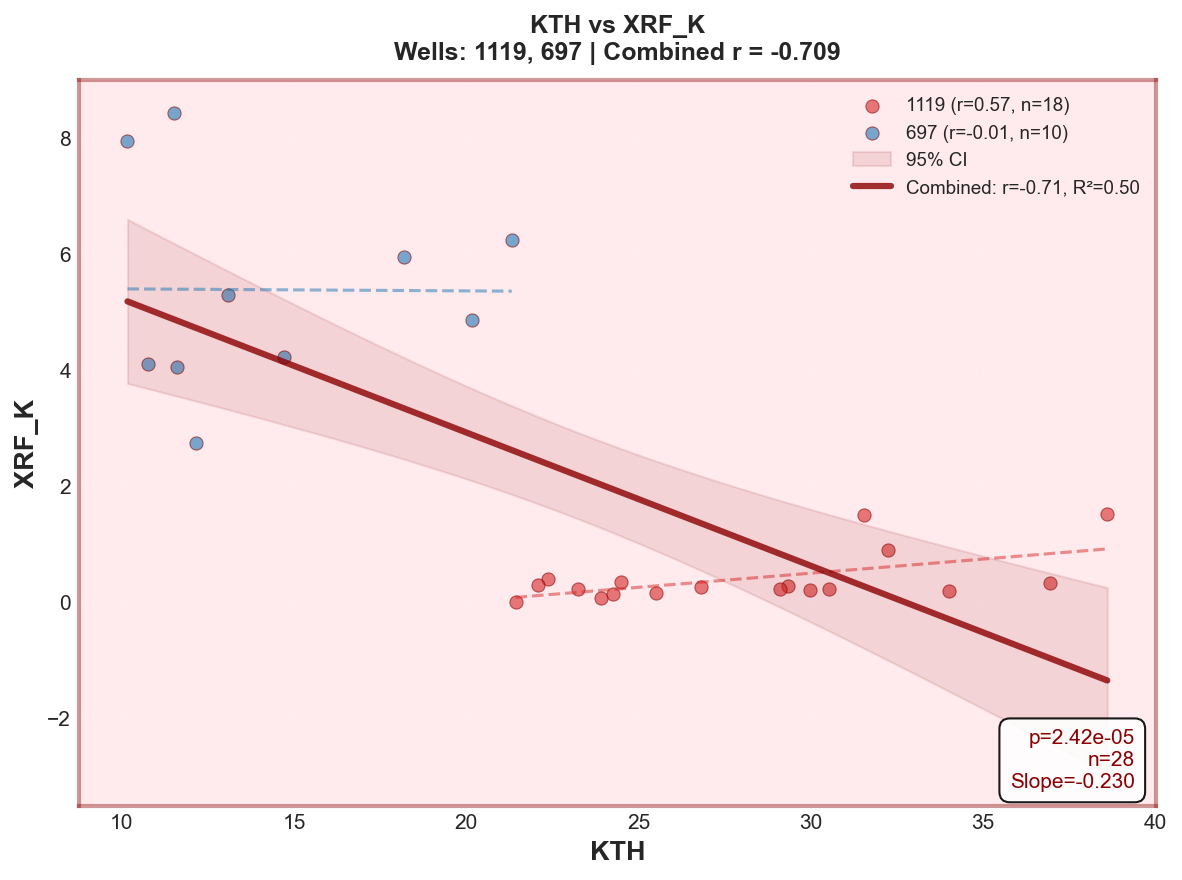 KTH vs XRF_K
Wells: 1119, 697 | Combined r = -0.709
1119 (r=0.57, n=18)
697 (r=-0.01, n=10)
95% CI
Combined: r=-0.71, R²=0.50
XRF_K
8
6
4
2
0
−2
p=2.42e-05
n=28
Slope=-0.230
10 15 20 25 30 35 40
KTH